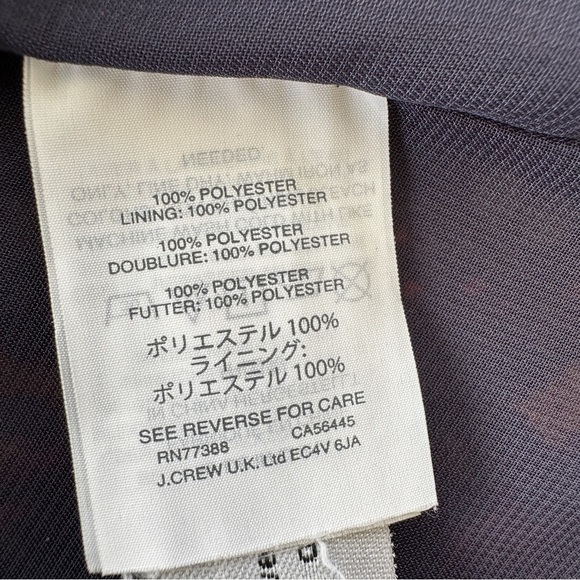 100% POLYESTER
LINING: 100% POLYESTER
100% POLYESTER
DOUBLURE: 100% POLYESTER
100% POLYESTER
FUTTER: 100% POLYESTER
ポリエステル 100%
ライニング:
ポリエステル 100%
SEE REVERSE FOR CARE
RN77388 CA56445
J.CREW U.K. Ltd EC4V 6JA